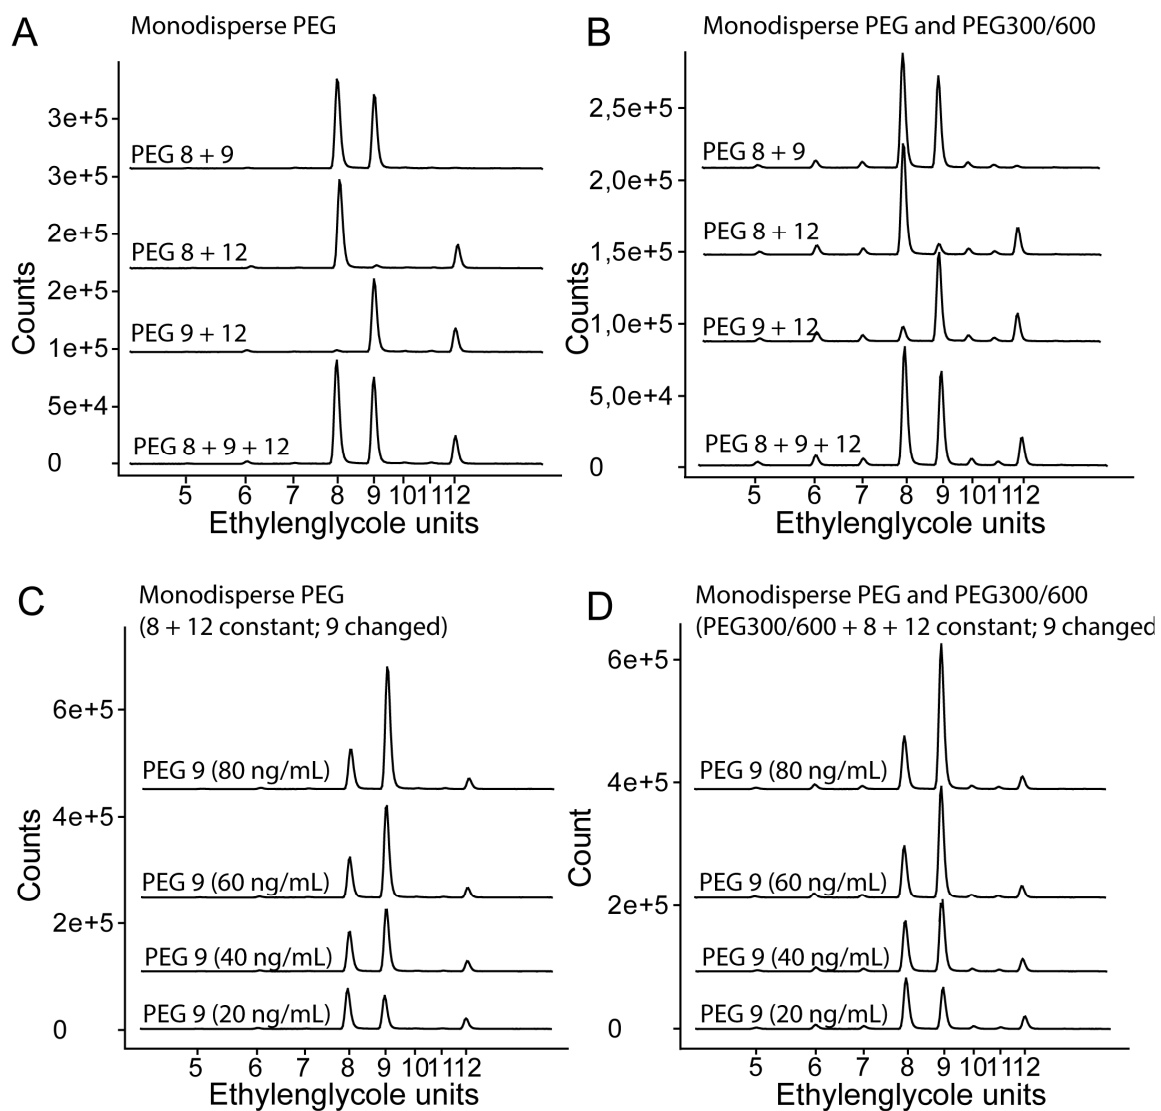 A
Monodisperse PEG
3e+5
3e+5
2e+5
2e+5
1e+5
5e+4
0
Counts
PEG 8 + 9
PEG 8 + 12
PEG 9 + 12
PEG 8 + 9 + 12
5 6 7 8 9 10 11 12
Ethylenglycole units
B
Monodisperse PEG and PEG300/600
2,5e+5
2,0e+5
1,5e+5
1,0e+5
5,0e+4
0
Counts
PEG 8 + 9
PEG 8 + 12
PEG 9 + 12
PEG 8 + 9 + 12
5 6 7 8 9 10 11 12
Ethylenglycole units
C
Monodisperse PEG
(8 + 12 constant; 9 changed)
6e+5
4e+5
2e+5
0
Counts
PEG 9 (80 ng/mL)
PEG 9 (60 ng/mL)
PEG 9 (40 ng/mL)
PEG 9 (20 ng/mL)
5 6 7 8 9 10 11 12
Ethylenglycole units
D
Monodisperse PEG and PEG300/600
(PEG300/600 + 8 + 12 constant; 9 changed
6e+5
4e+5
2e+5
0
Count
PEG 9 (80 ng/mL)
PEG 9 (60 ng/mL)
PEG 9 (40 ng/mL)
PEG 9 (20 ng/mL)
5 6 7 8 9 10 11 12
Ethylenglycole units